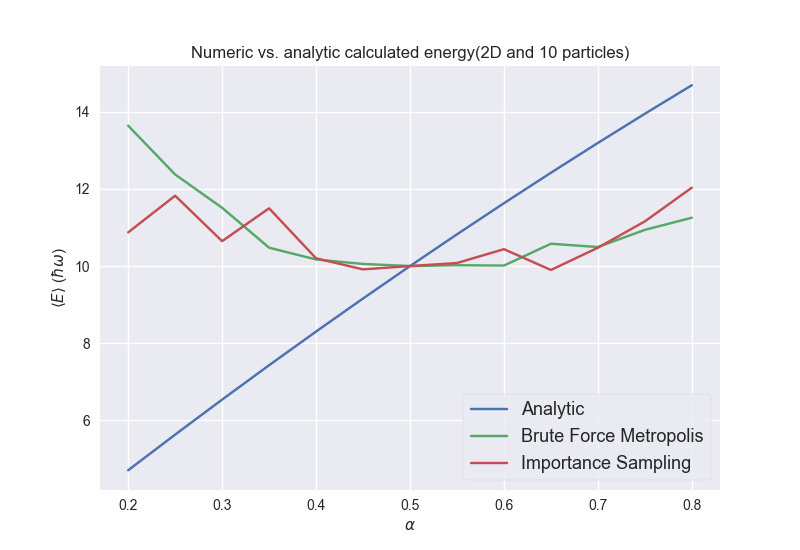 Numeric vs. analytic calculated energy(2D and 10 particles)
⟨E⟩ (ħω)
14
12
10
8
6
0.2 0.3 0.4 0.5 0.6 0.7 0.8
α
Analytic
Brute Force Metropolis
Importance Sampling